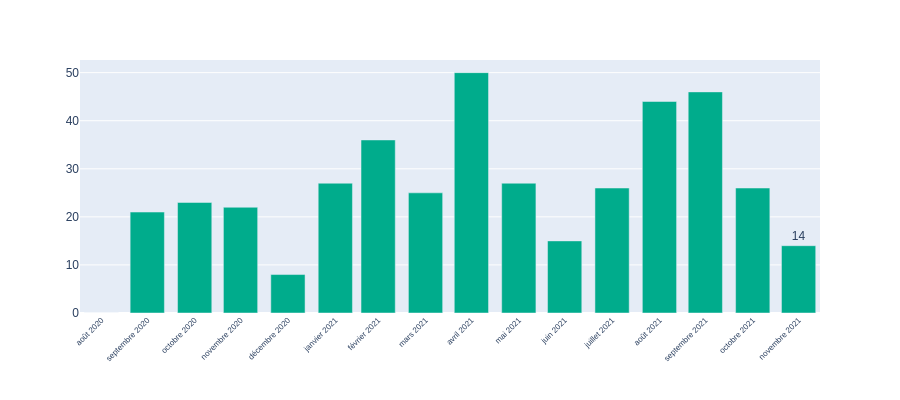 50
40
30
20
10
0
14
août 2020
septembre 2020
octobre 2020
novembre 2020
décembre 2020
janvier 2021
février 2021
mars 2021
avril 2021
mai 2021
juin 2021
juillet 2021
août 2021
septembre 2021
octobre 2021
novembre 2021